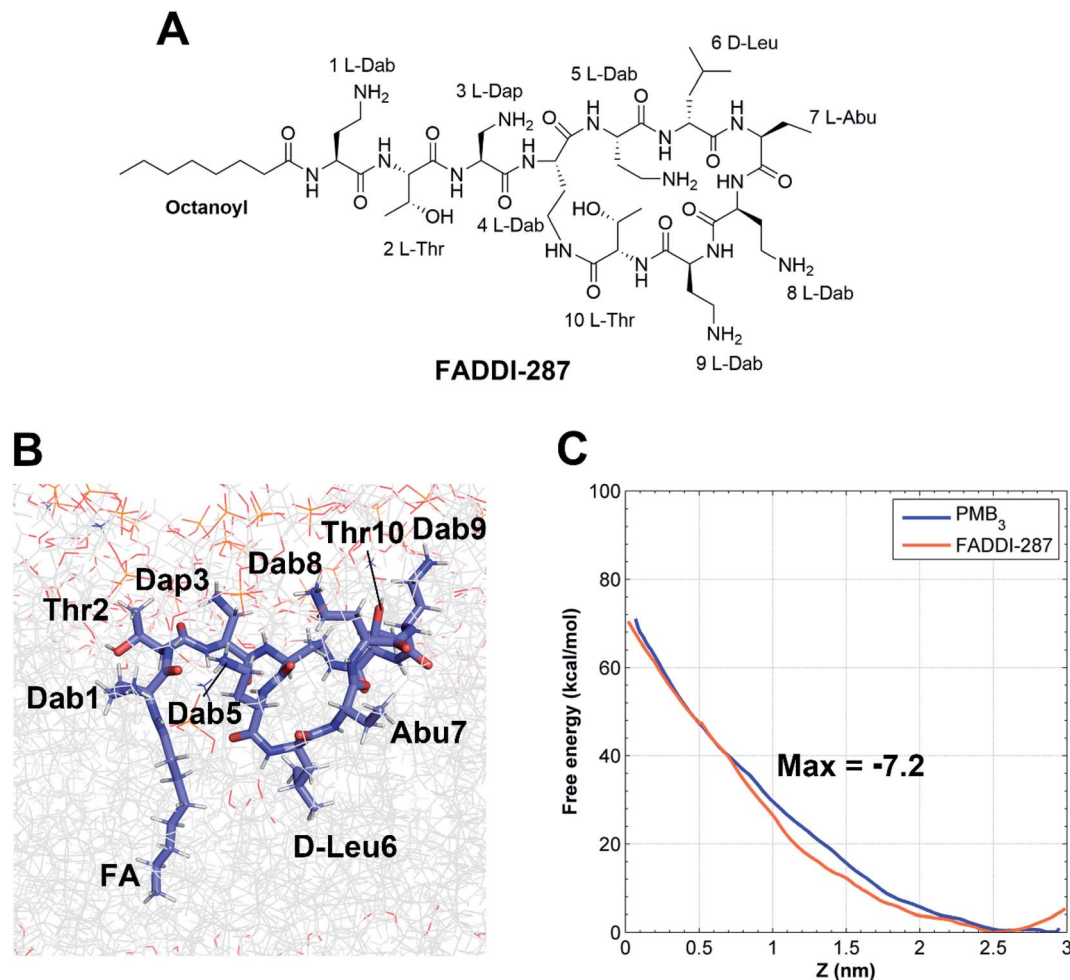 A
1 L-Dab
NH2
3 L-Dap
NH2
5 L-Dab
6 D-Leu
7 L-Abu
O
H
N
O
H
N
O
H
N
O
H
N
O
H
N
Octanoyl
N
H
O
N
H
O
N
H
O
N
H
O
OH
2 L-Thr
4 L-Dab
NH2
HO
NH
O
N
H
O
NH
O
NH
O
NH2
8 L-Dab
10 L-Thr
NH2
9 L-Dab
FADDI-287
B
Thr10
Dab9
Dab8
Dap3
Thr2
Dab1
Dab5
Abu7
D-Leu6
FA
C
100
80
60
40
20
0
Free energy (kcal/mol)
PMB3
FADDI-287
Max = -7.2
0 0.5 1 1.5 2 2.5 3
Z (nm)